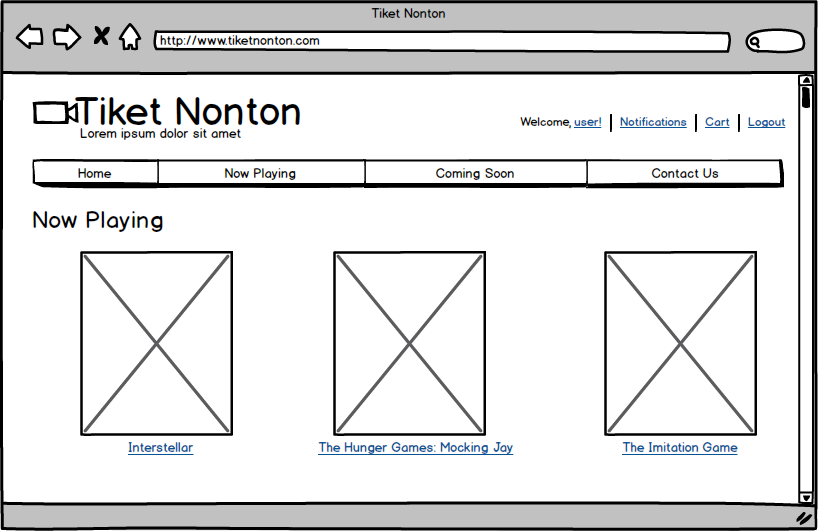 Tiket Nonton
http://www.tiketnonton.com
Tiket Nonton
Lorem ipsum dolor sit amet
Welcome, user! Notifications Cart Logout
Home Now Playing Coming Soon Contact Us
Now Playing
Interstellar The Hunger Games: Mocking Jay The Imitation Game